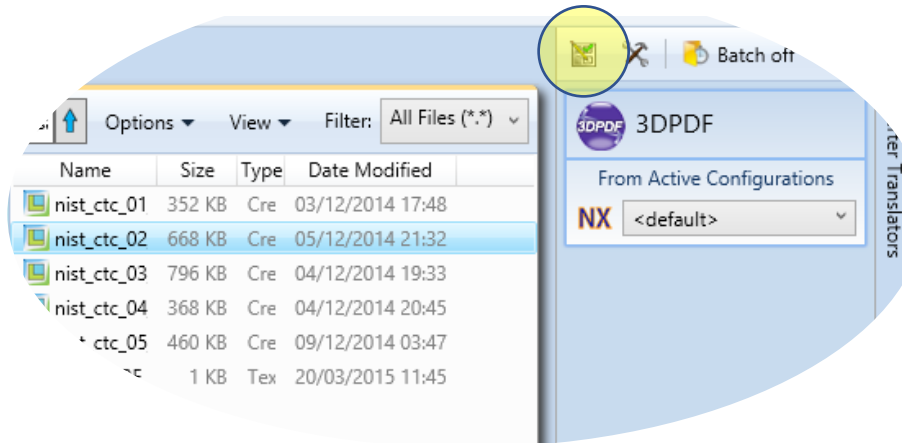 Batch off
Options View Filter: All Files (*.*)
3DPDF 3DPDF
Name Size Type Date Modified
From Active Configurations
nist_ctc_01 352 KB Cre 03/12/2014 17:48
NX <default>
nist_ctc_02 668 KB Cre 05/12/2014 21:32
nist_ctc_03 796 KB Cre 04/12/2014 19:33
nist_ctc_04 368 KB Cre 04/12/2014 20:45
ctc_05 460 KB Cre 09/12/2014 03:47
1 KB Tex 20/03/2015 11:45
Translators